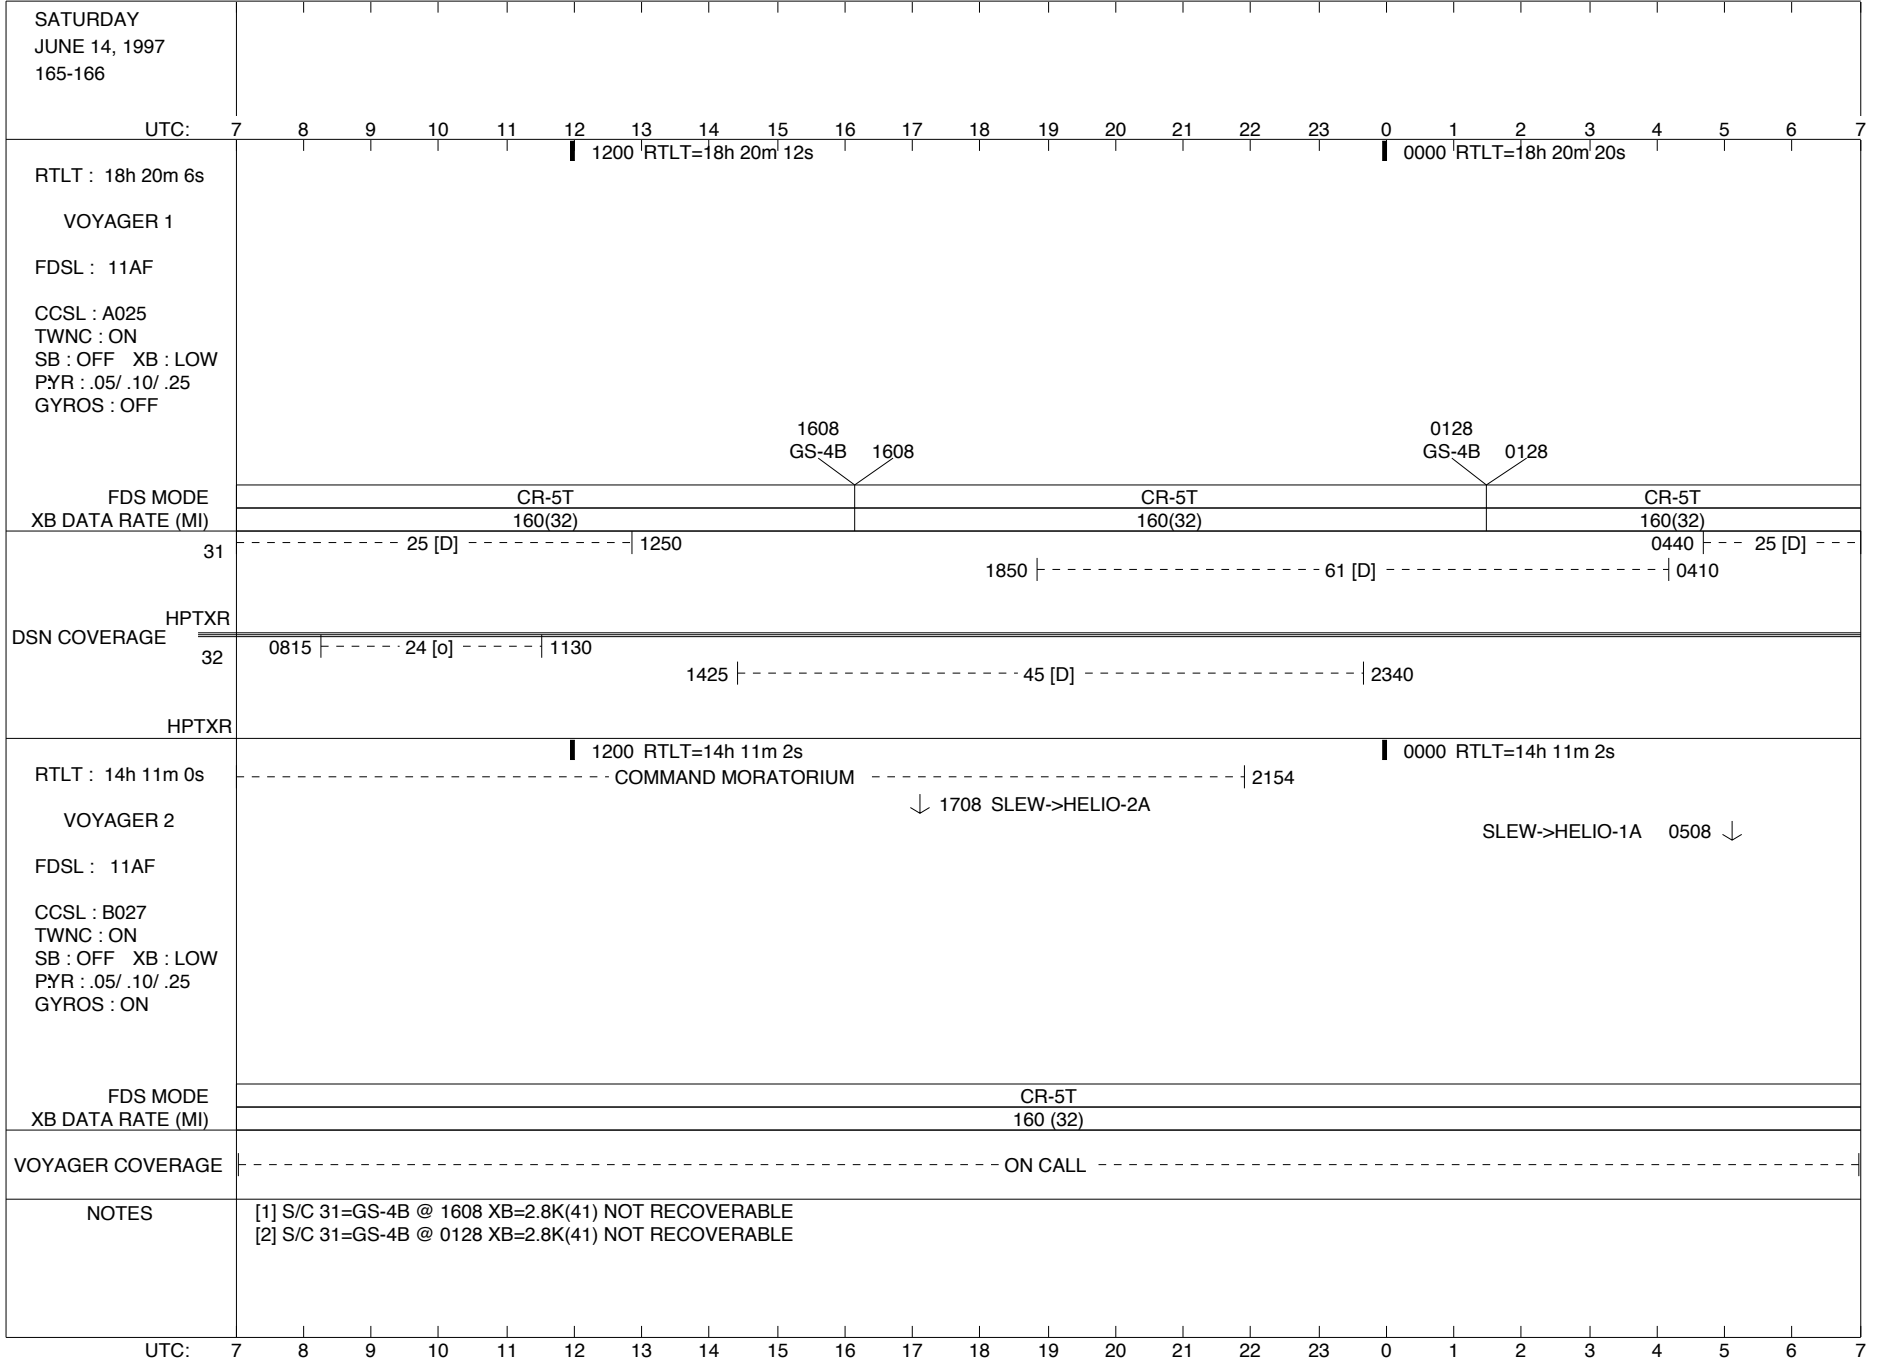 SATURDAY
JUNE 14, 1997
165-166
UTC: 7 8 9 10 11 12 13 14 15 16 17 18 19 20 21 22 23 0 1 2 3 4 5 6 7
1200 RTLT=18h 20m 12s 0000 RTLT=18h 20m 20s
RTLT : 18h 20m 6s
VOYAGER 1
FDSL : 11AF
CCSL : A025
TWNC : ON
SB : OFF XB : LOW
P:YR : .05/ .10/ .25
GYROS : OFF
1608 0128
GS-4B 1608 GS-4B 0128
FDS MODE CR-5T CR-5T CR-5T
XB DATA RATE (MI) 160(32) 160(32) 160(32)
31 25 [D] 1250 0440 25 [D]
1850 61 [D] 0410
HPTXR
DSN COVERAGE
32 0815 24 [o] 1130
1425 45 [D] 2340
HPTXR
1200 RTLT=14h 11m 2s 0000 RTLT=14h 11m 2s
RTLT : 14h 11m 0s COMMAND MORATORIUM 2154
1708 SLEW->HELIO-2A
VOYAGER 2 SLEW->HELIO-1A 0508
FDSL : 11AF
CCSL : B027
TWNC : ON
SB : OFF XB : LOW
P:YR : .05/ .10/ .25
GYROS : ON
FDS MODE CR-5T
XB DATA RATE (MI) 160 (32)
VOYAGER COVERAGE ON CALL
NOTES [1] S/C 31=GS-4B @ 1608 XB=2.8K(41) NOT RECOVERABLE
[2] S/C 31=GS-4B @ 0128 XB=2.8K(41) NOT RECOVERABLE
UTC: 7 8 9 10 11 12 13 14 15 16 17 18 19 20 21 22 23 0 1 2 3 4 5 6 7